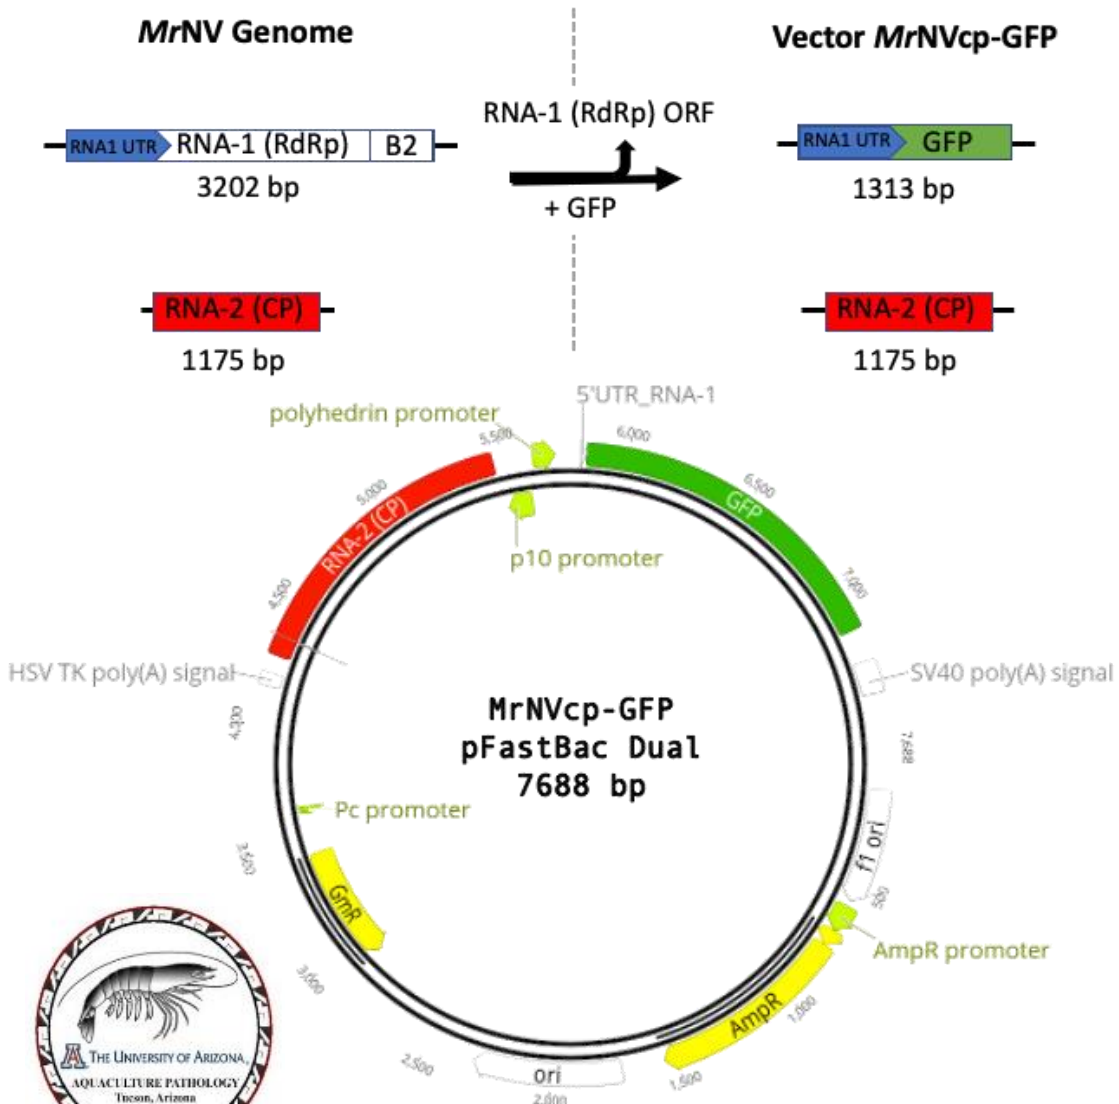 MrNV Genome
Vector MrNVcp-GFP
RNA1 UTR
RNA-1 (RdRp)
B2
3202 bp
RNA-1 (RdRp) ORF
+ GFP
RNA1 UTR
GFP
1313 bp
RNA-2 (CP)
1175 bp
RNA-2 (CP)
1175 bp
5'UTR_RNA-1
polyhedrin promoter
5,500
6,000
5,000
6,500
RNA-2 (CP)
GFP
p10 promoter
4,500
7,000
HSV TK poly(A) signal
SV40 poly(A) signal
4,000
7,688
MrNVcp-GFP
pFastBac Dual
7688 bp
Pc promoter
f1 ori
3,500
500
GmR
AmpR promoter
3,000
AmpR
1,000
2,500
ori
1,500
2,000
THE UNIVERSITY OF ARIZONA.
AQUACULTURE PATHOLOGY
Tucson, Arizona